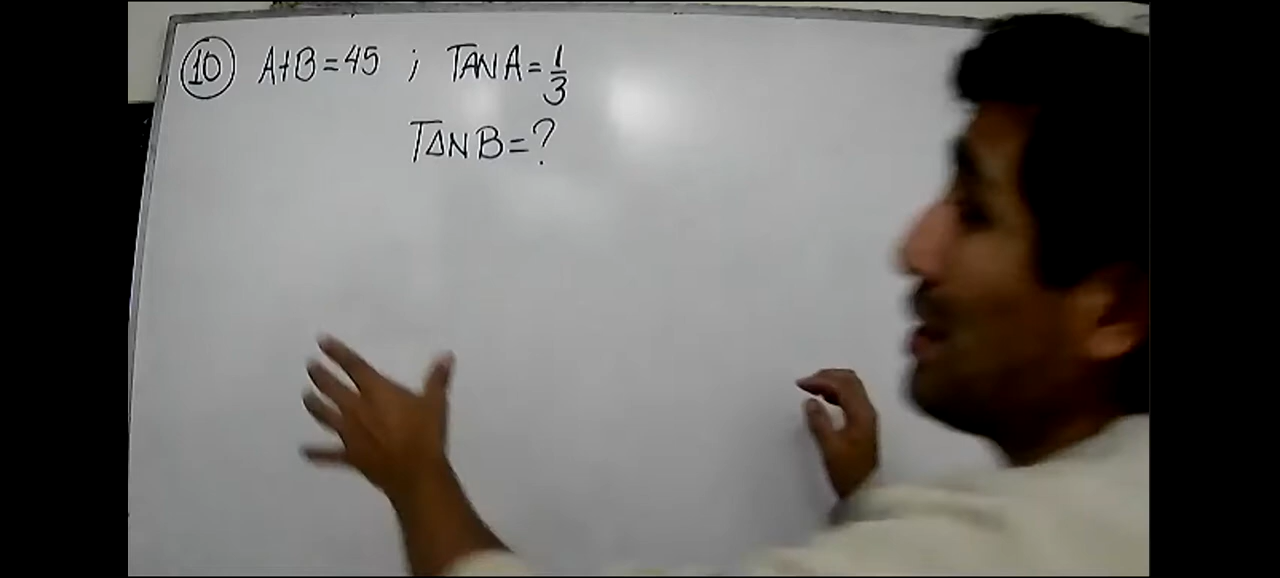 10 A+B=45 ; TAN A=1/3
TAN B=?